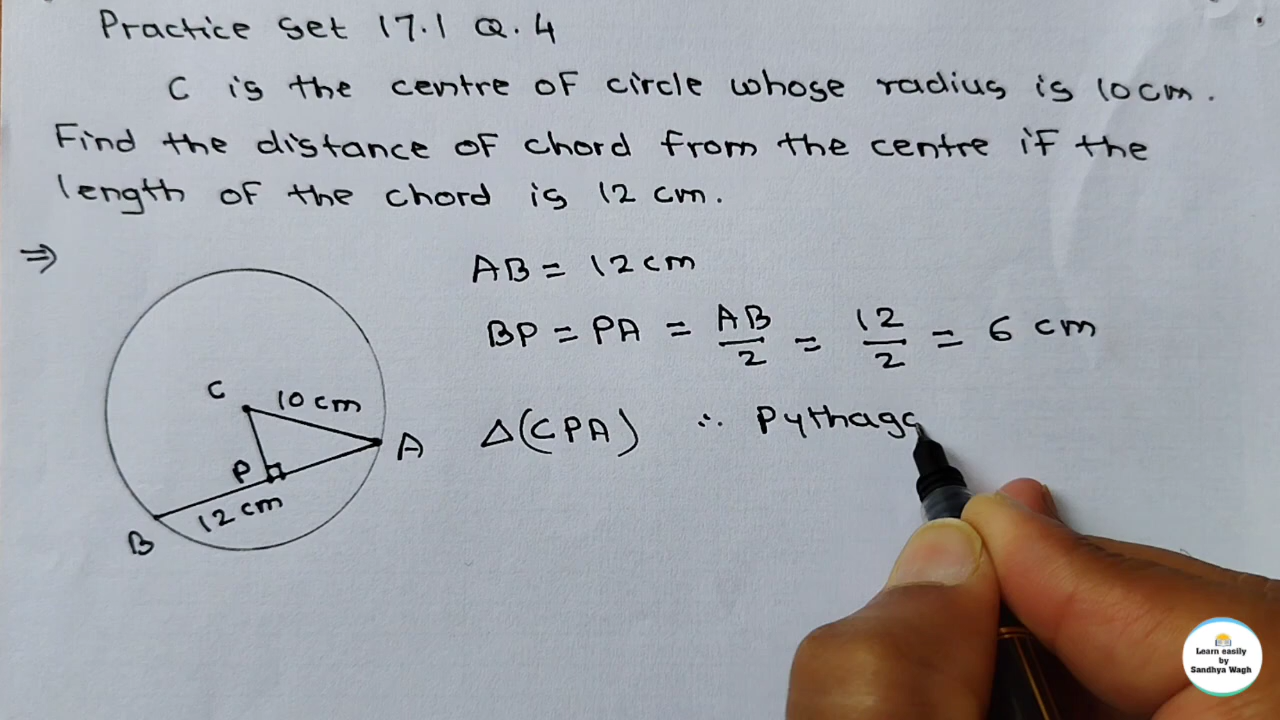 Practice set 17.1 Q.4
C is the centre of circle whose radius is 10cm.
Find the distance of chord from the centre if the
length of the chord is 12 cm.
⇒
AB = 12cm
BP = PA = AB/2 = 12/2 = 6 cm
C
10 cm
A
P
12 cm
B
△(CPA) ∴ Pythag
Learn easily
by
Sandhya Wagh